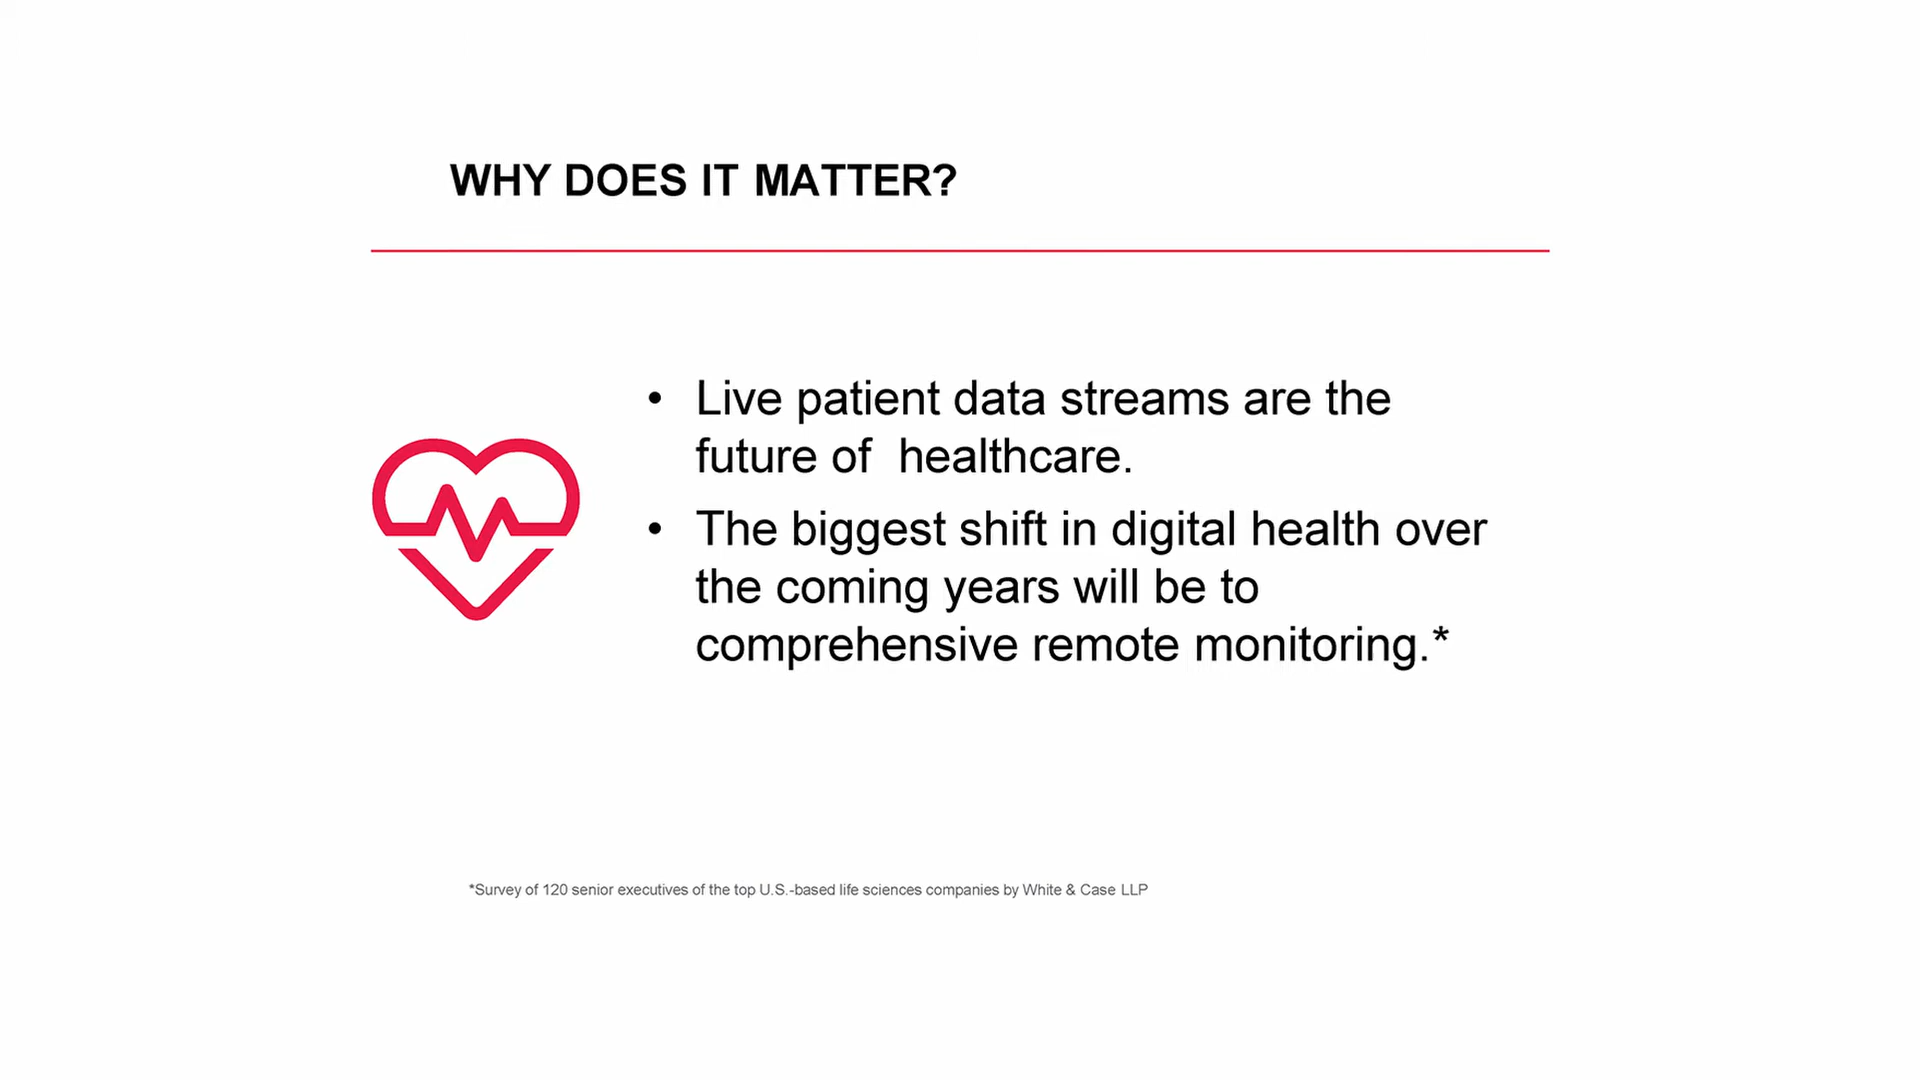 WHY DOES IT MATTER?
• Live patient data streams are the
future of  healthcare.
• The biggest shift in digital health over
the coming years will be to
comprehensive remote monitoring.*
*Survey of 120 senior executives of the top U.S.-based life sciences companies by White & Case LLP